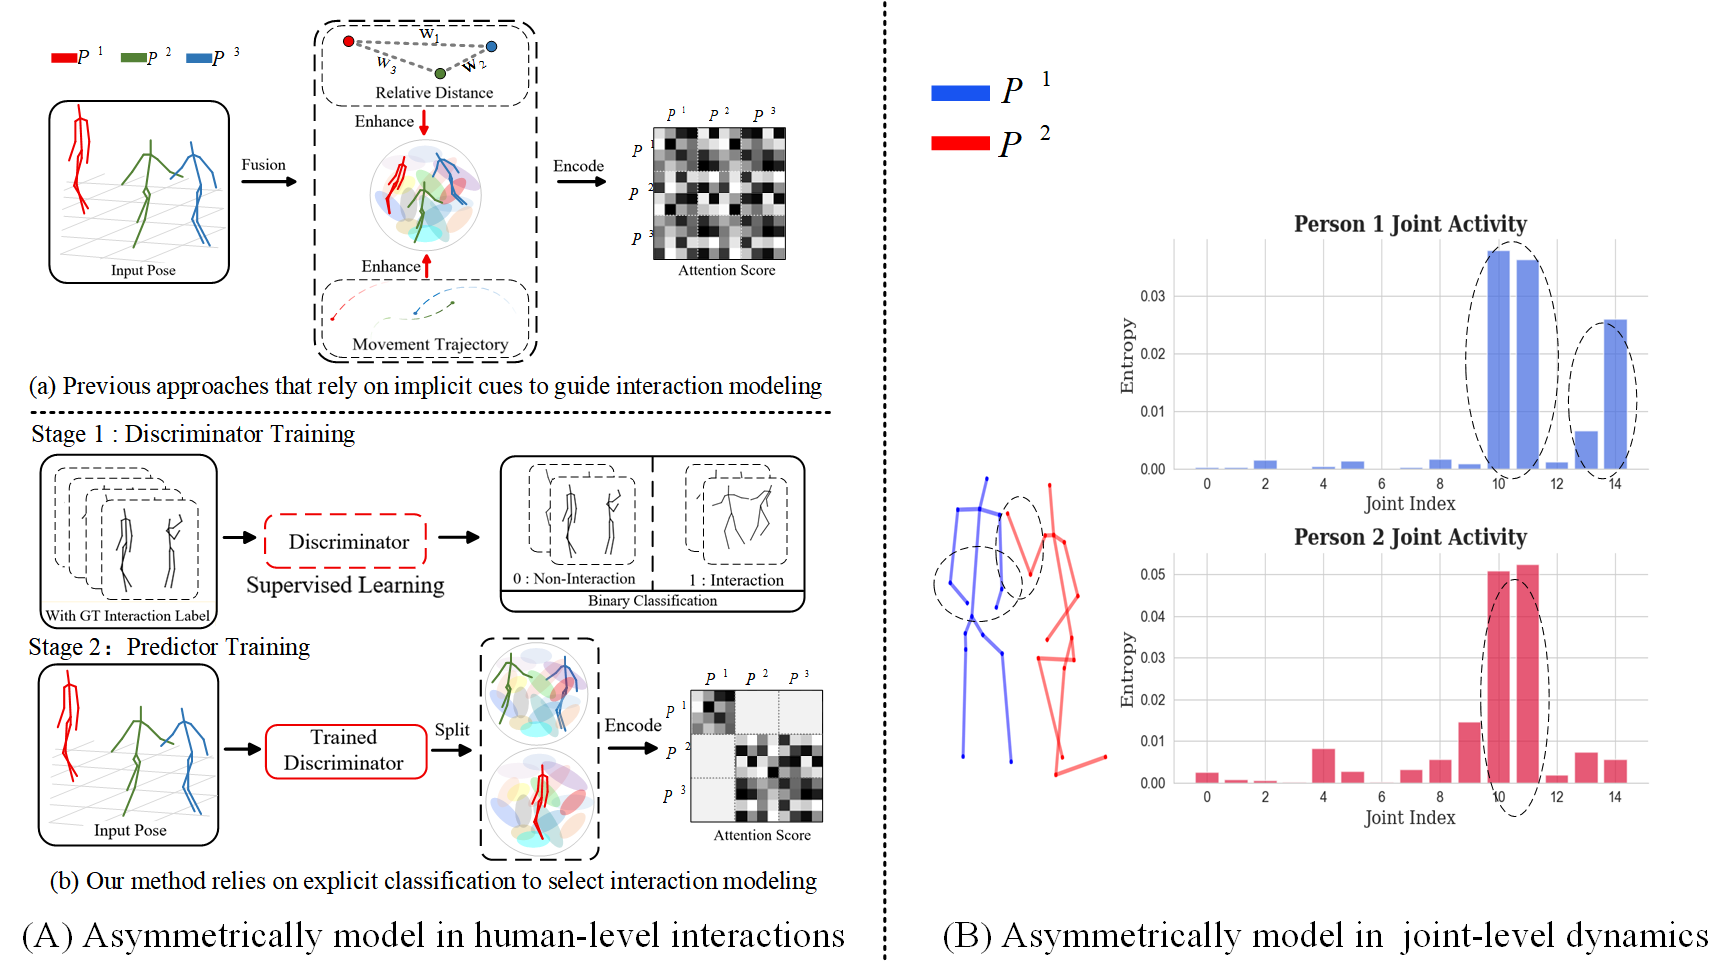 P 1 P 2 P 3
Input Pose
Fusion
W1
W2
W3
Relative Distance
Enhance
Enhance
Movement Trajectory
Encode
P 1 P 2 P 3
P 1
P 2
P 3
Attention Score
(a) Previous approaches that rely on implicit cues to guide interaction modeling
Stage 1 : Discriminator Training
With GT Interaction Label
Discriminator
Supervised Learning
0 : Non-Interaction
1 : Interaction
Binary Classification
Stage 2：Predictor Training
Input Pose
Trained
Discriminator
Split
Encode
P 1 P 2 P 3
P 1
P 2
P 3
Attention Score
(b) Our method relies on explicit classification to select interaction modeling
(A) Asymmetrically model in human-level interactions
P 1
P 2
Person 1 Joint Activity
Entropy
0.03
0.02
0.01
0.00
0 2 4 6 8 10 12 14
Joint Index
Person 2 Joint Activity
Entropy
0.05
0.04
0.03
0.02
0.01
0.00
0 2 4 6 8 10 12 14
Joint Index
(B) Asymmetrically model in joint-level dynamics